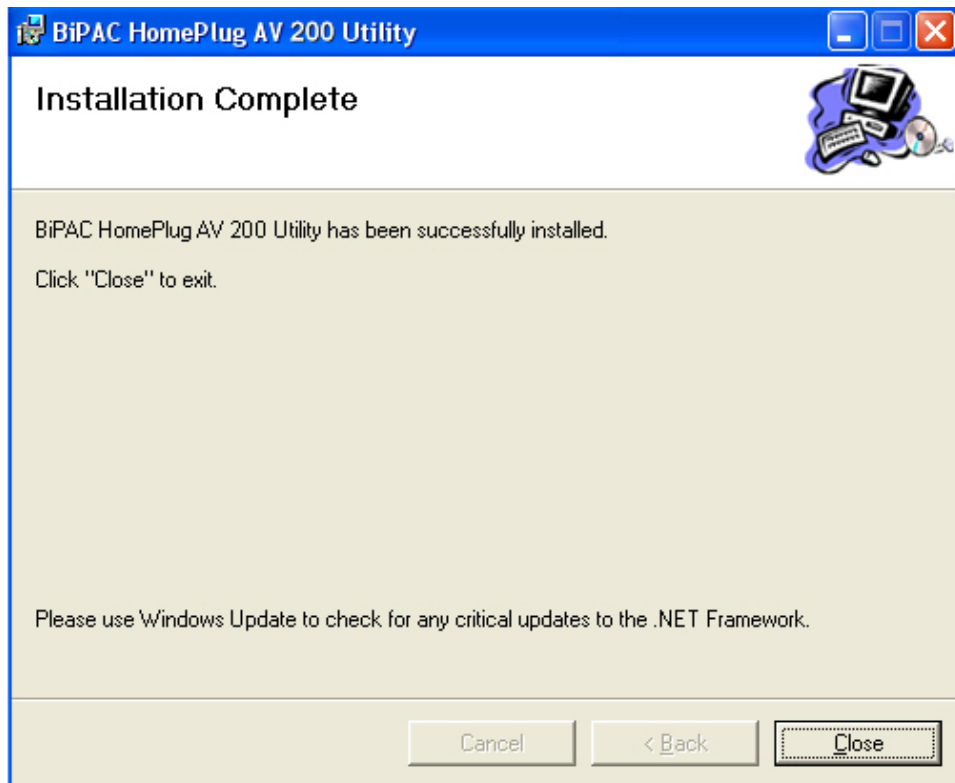 BiPAC HomePlug AV 200 Utility
Installation Complete
BiPAC HomePlug AV 200 Utility has been successfully installed.
Click "Close" to exit.
Please use Windows Update to check for any critical updates to the .NET Framework.
Cancel
< Back
Close